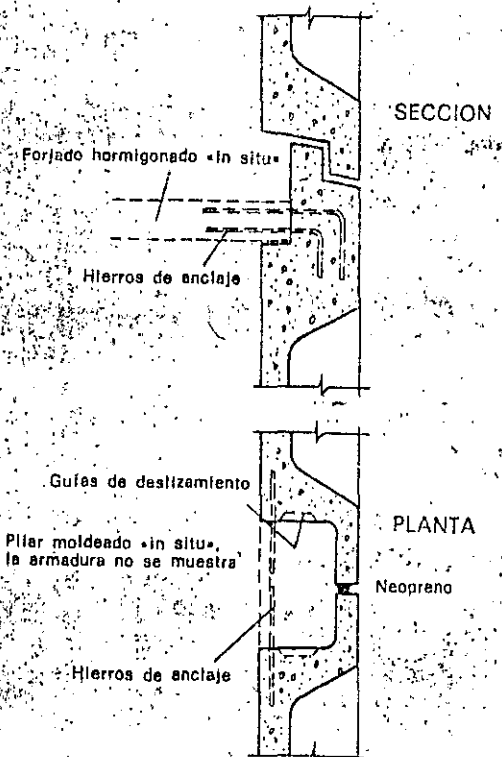 SECCION
Forjado hormigonado «in situ»
Hierros de anclaje
Guías de deslizamiento
PLANTA
Pilar moldeado «in situ»,
la armadura no se muestra
Neopreno
Hierros de anclaje